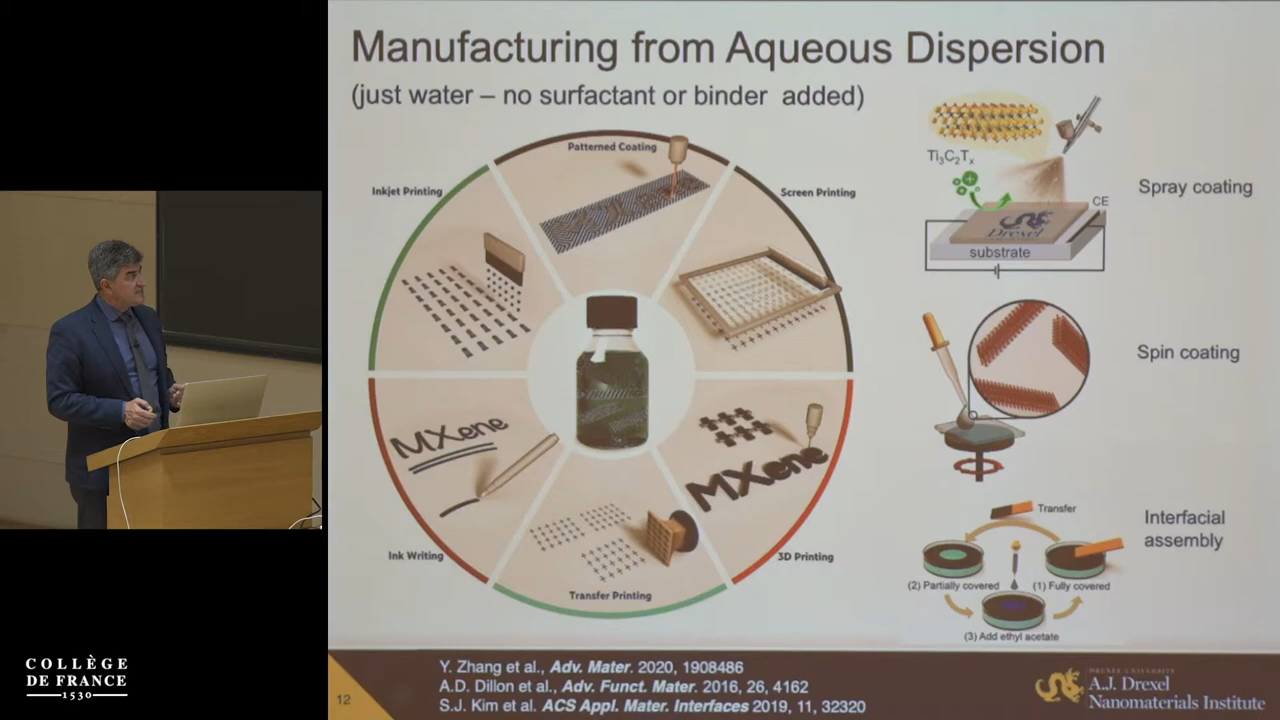 Manufacturing from Aqueous Dispersion
(just water – no surfactant or binder added)
Patterned Coating
Inkjet Printing
Screen Printing
MXene
MXene
Ink Writing
3D Printing
Transfer Printing
Ti₃C₂Tₓ
CE
Drexel
substrate
Spray coating
Spin coating
Transfer
Interfacial
assembly
(2) Partially covered
(1) Fully covered
(3) Add ethyl acetate
12
Y. Zhang et al., Adv. Mater. 2020, 1908486
A.D. Dillon et al., Adv. Funct. Mater. 2016, 26, 4162
S.J. Kim et al. ACS Appl. Mater. Interfaces 2019, 11, 32320
DREXEL UNIVERSITY
A.J. Drexel
Nanomaterials Institute
COLLÈGE
DE FRANCE
1530